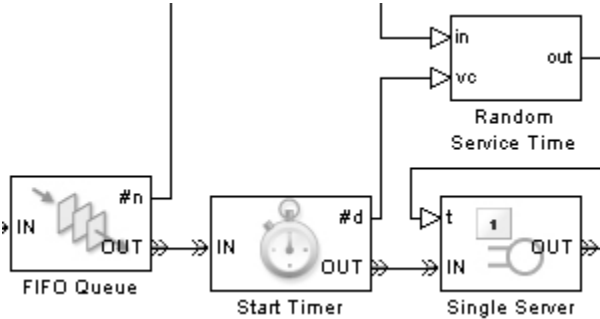 in
out
vc
Random
Service Time
#n
IN
OUT
FIFO Queue
#d
IN
OUT
Start Timer
t
1
OUT
IN
Single Server